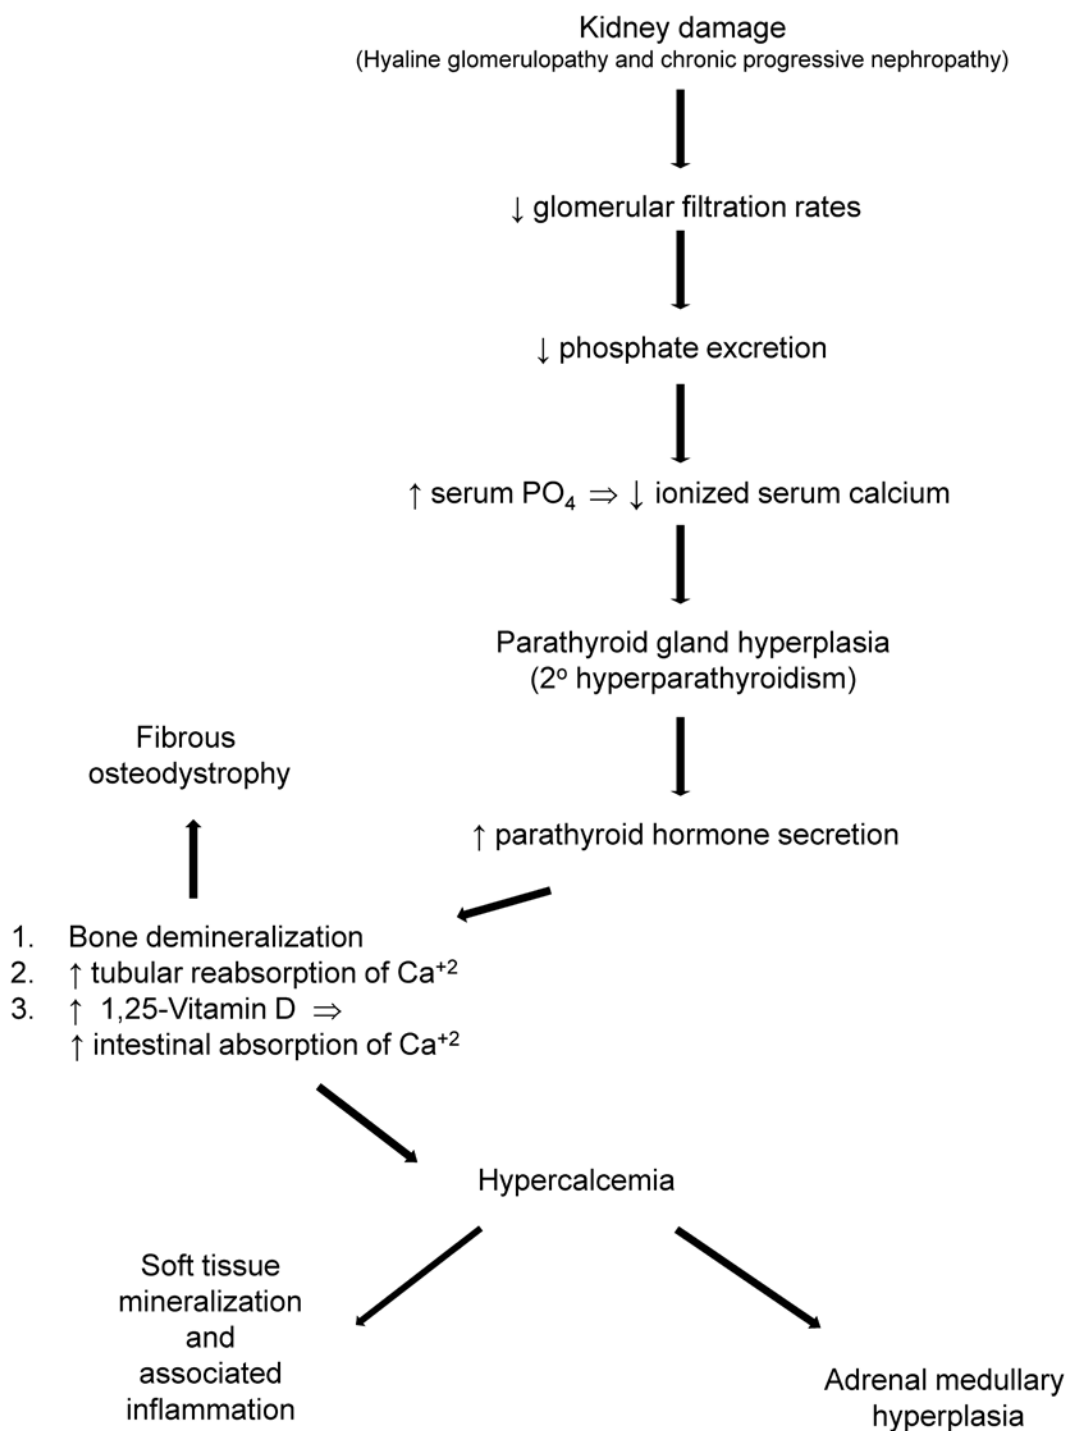 Kidney damage
(Hyaline glomerulopathy and chronic progressive nephropathy)
↓ glomerular filtration rates
↓ phosphate excretion
↑ serum PO₄ ⇒ ↓ ionized serum calcium
Parathyroid gland hyperplasia
(2º hyperparathyroidism)
Fibrous
osteodystrophy
↑ parathyroid hormone secretion
1. Bone demineralization
2. ↑ tubular reabsorption of Ca⁺²
3. ↑ 1,25-Vitamin D ⇒
↑ intestinal absorption of Ca⁺²
Hypercalcemia
Soft tissue
mineralization
and
associated
inflammation
Adrenal medullary
hyperplasia